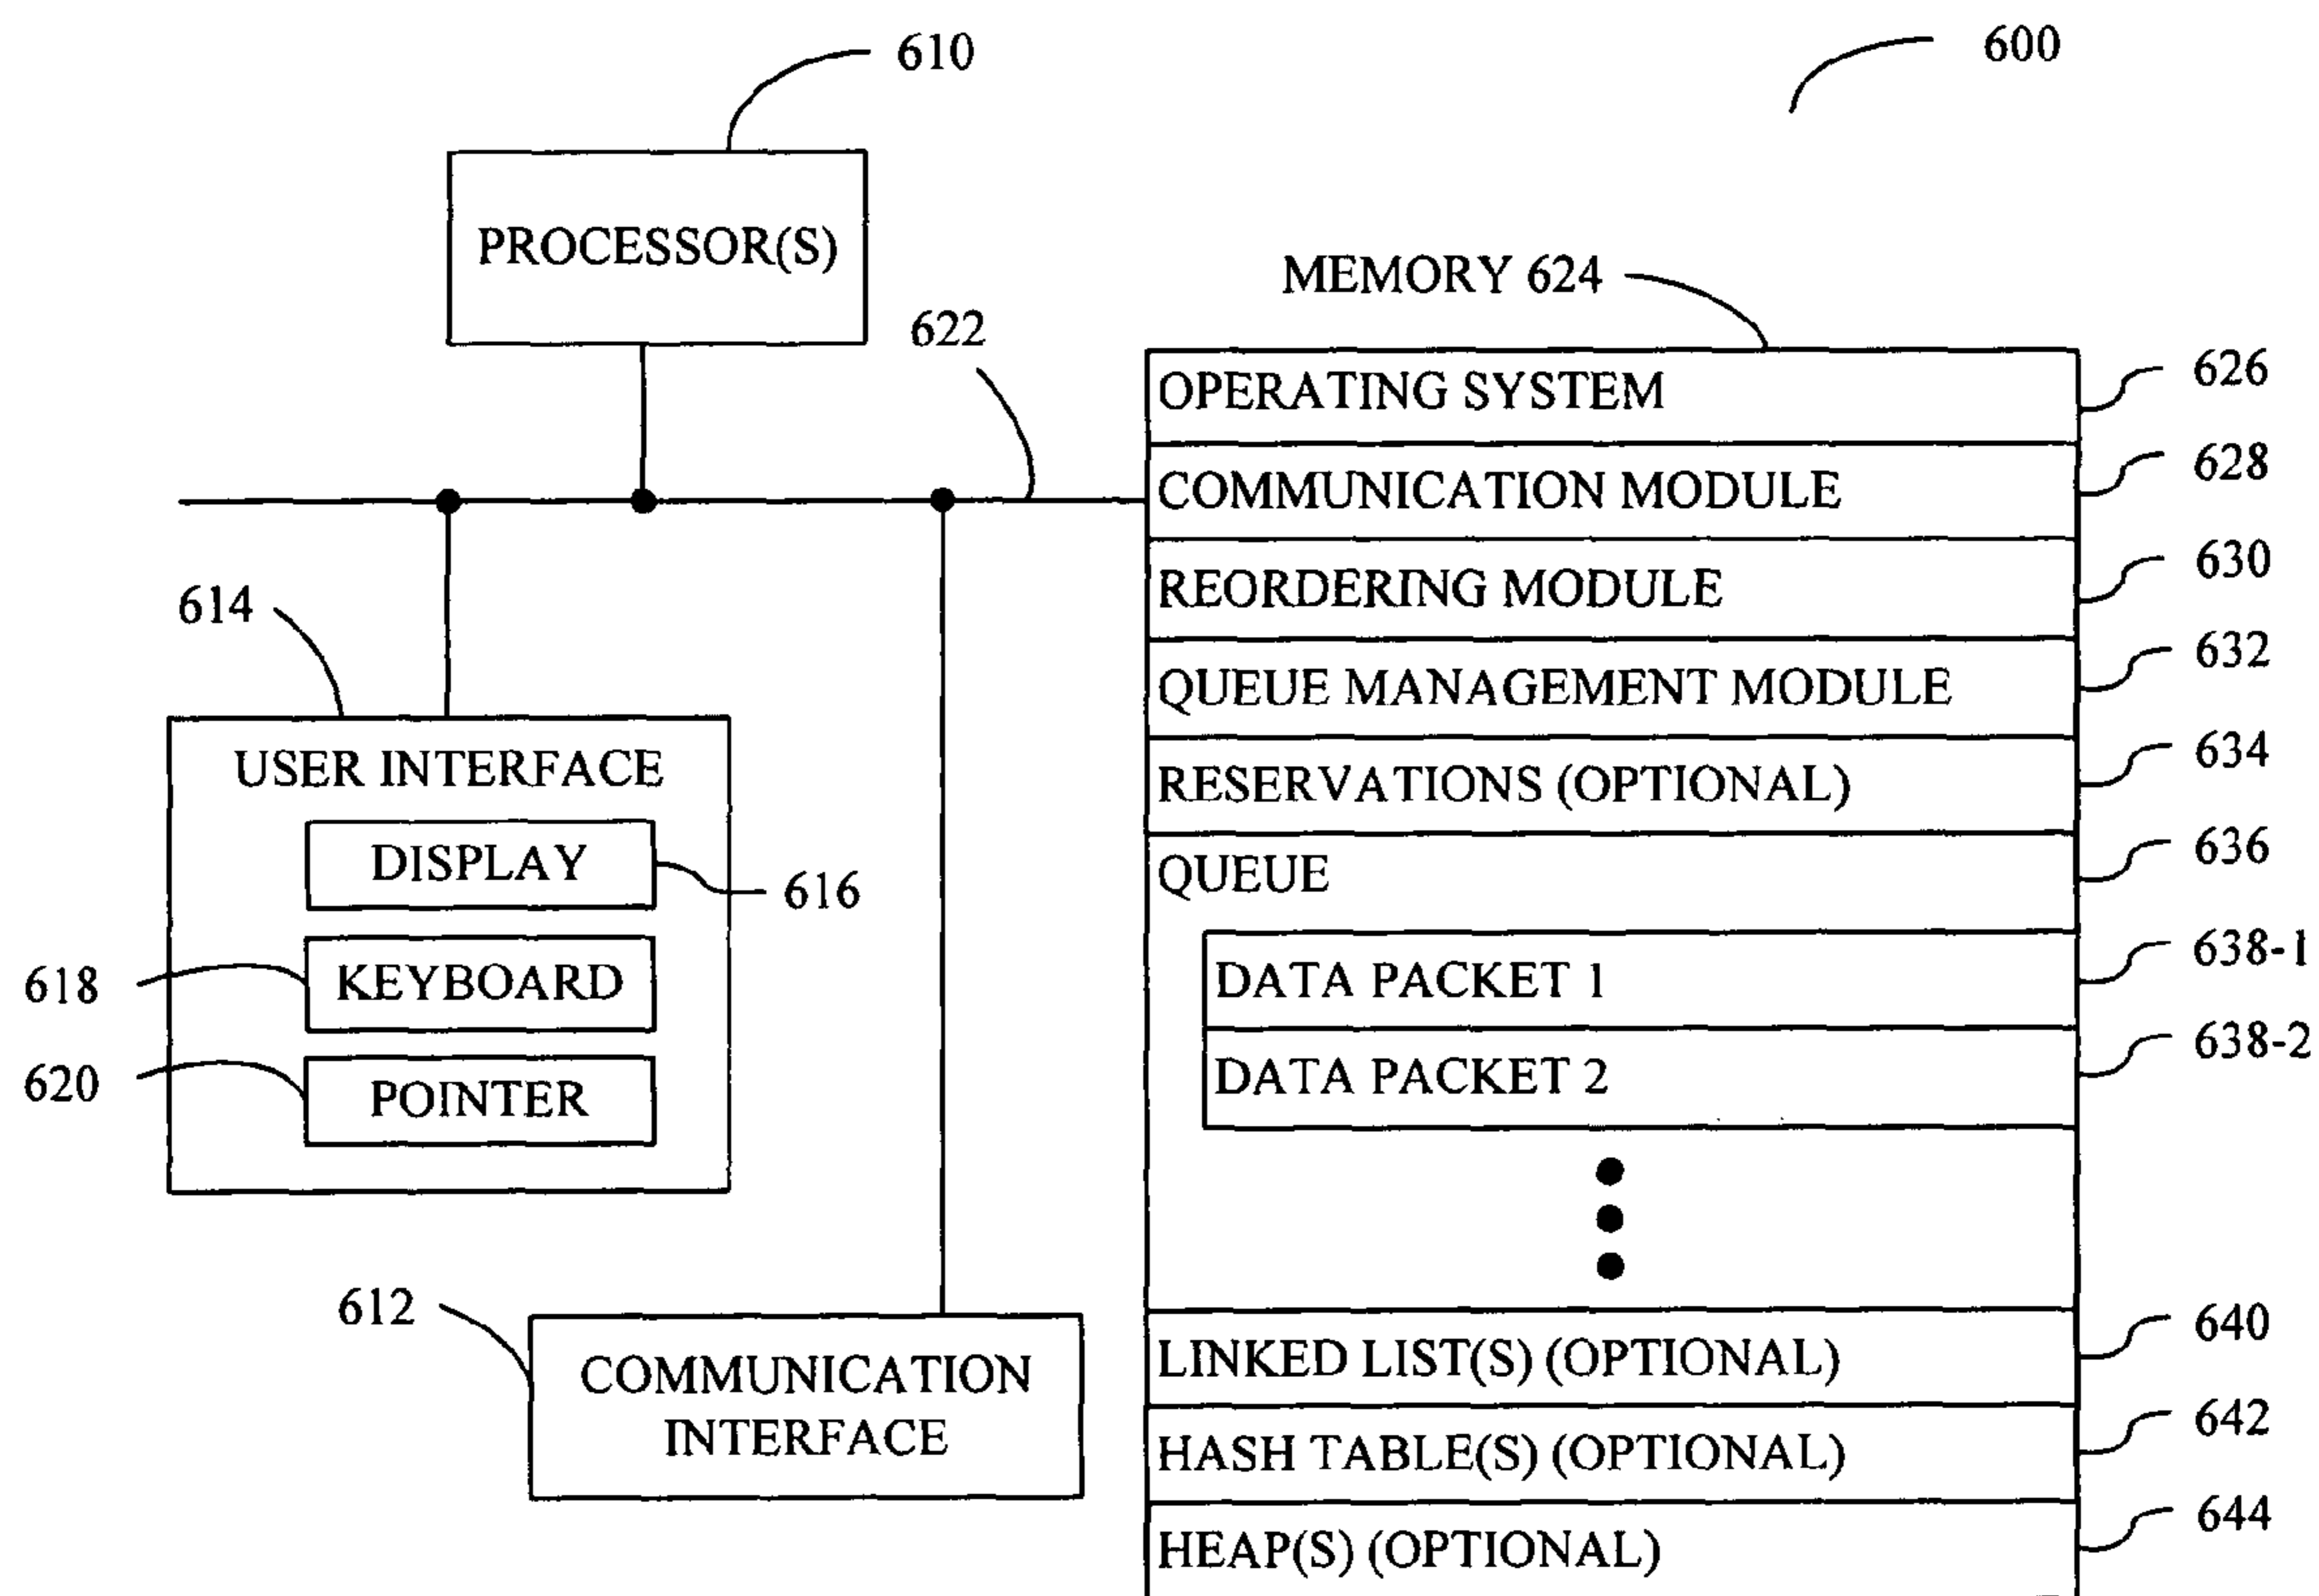 610
600
PROCESSOR(S)
MEMORY 624
622
OPERATING SYSTEM
626
COMMUNICATION MODULE
628
REORDERING MODULE
630
QUEUE MANAGEMENT MODULE
632
RESERVATIONS (OPTIONAL)
634
QUEUE
636
DATA PACKET 1
638-1
DATA PACKET 2
638-2
LINKED LIST(S) (OPTIONAL)
640
HASH TABLE(S) (OPTIONAL)
642
HEAP(S) (OPTIONAL)
644
614
USER INTERFACE
DISPLAY
616
618
KEYBOARD
620
POINTER
612
COMMUNICATION
INTERFACE